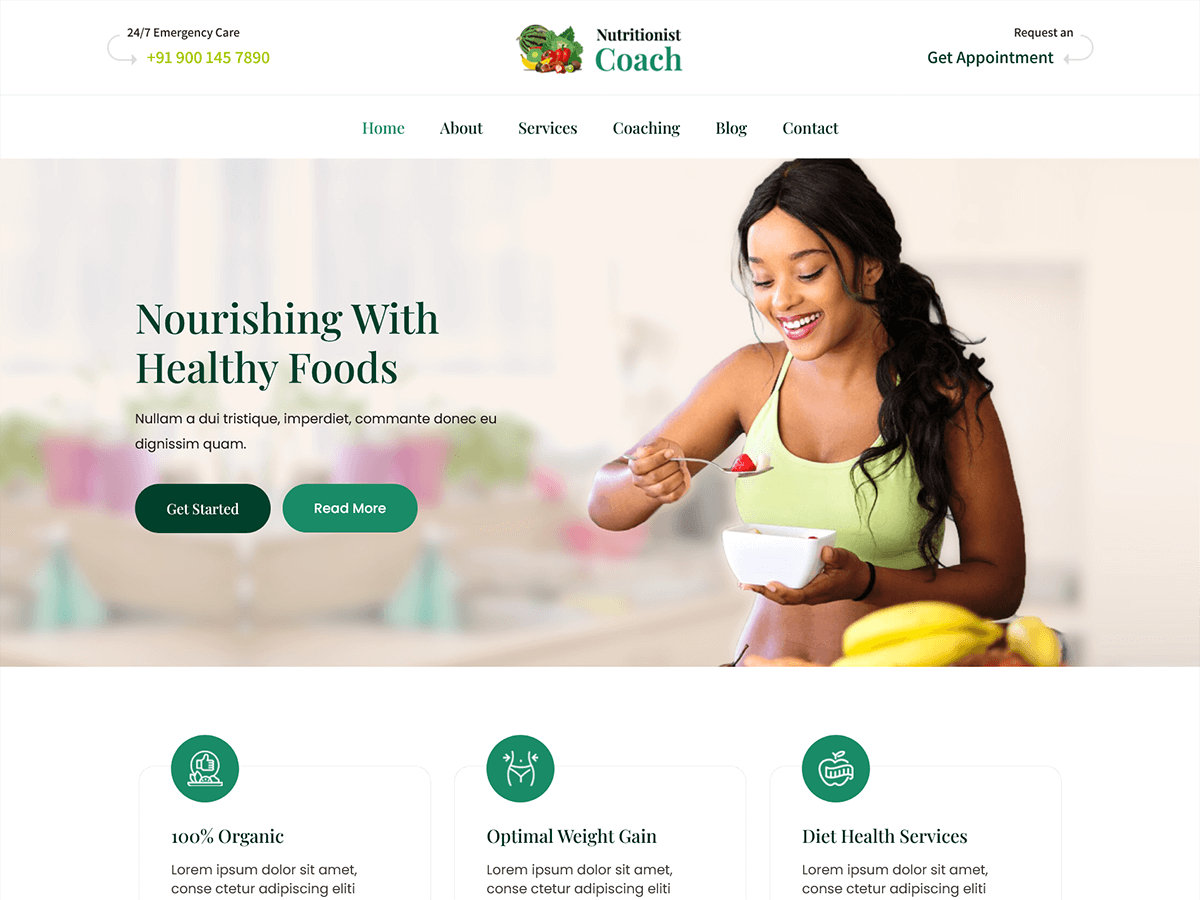 24/7 Emergency Care
+91 900 145 7890
Nutritionist
Coach
Request an
Get Appointment
Home About Services Coaching Blog Contact
Nourishing With
Healthy Foods
Nullam a dui tristique, imperdiet, commante donec eu
dignissim quam.
Get Started Read More
100% Organic
Lorem ipsum dolor sit amet,
conse ctetur adipiscing eliti
Optimal Weight Gain
Lorem ipsum dolor sit amet,
conse ctetur adipiscing eliti
Diet Health Services
Lorem ipsum dolor sit amet,
conse ctetur adipiscing eliti